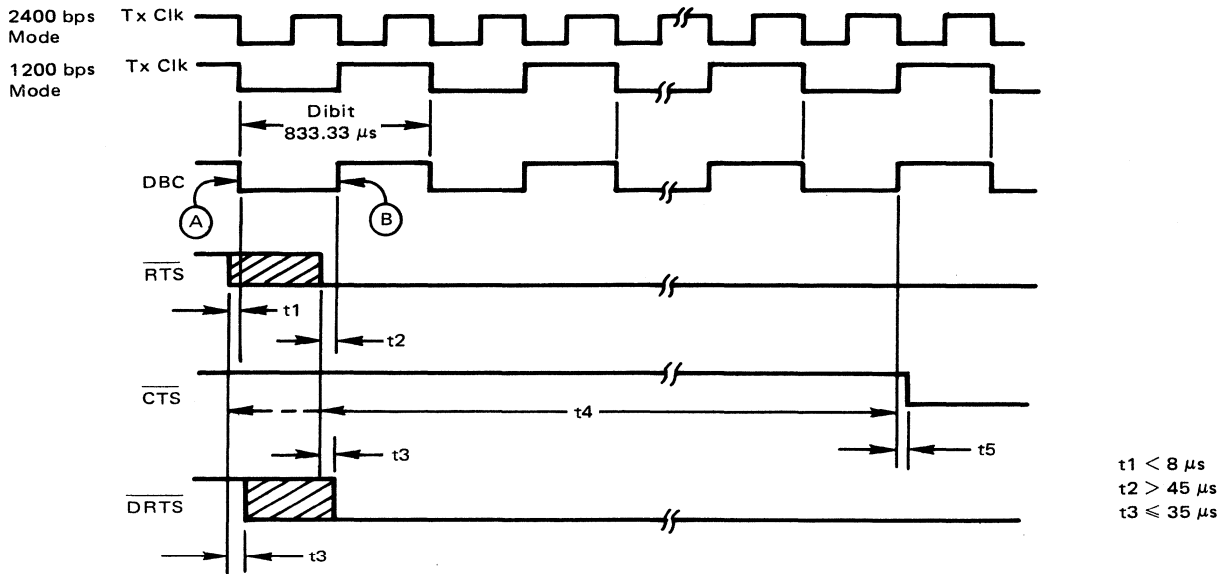 2400 bps Mode Tx Clk
1200 bps Mode Tx Clk
Dibit
833.33 μs
DBC
A
B
RTS
t1
t2
CTS
t4
t3
t5
DRTS
t3
t1 < 8 μs
t2 > 45 μs
t3 ⩽ 35 μs